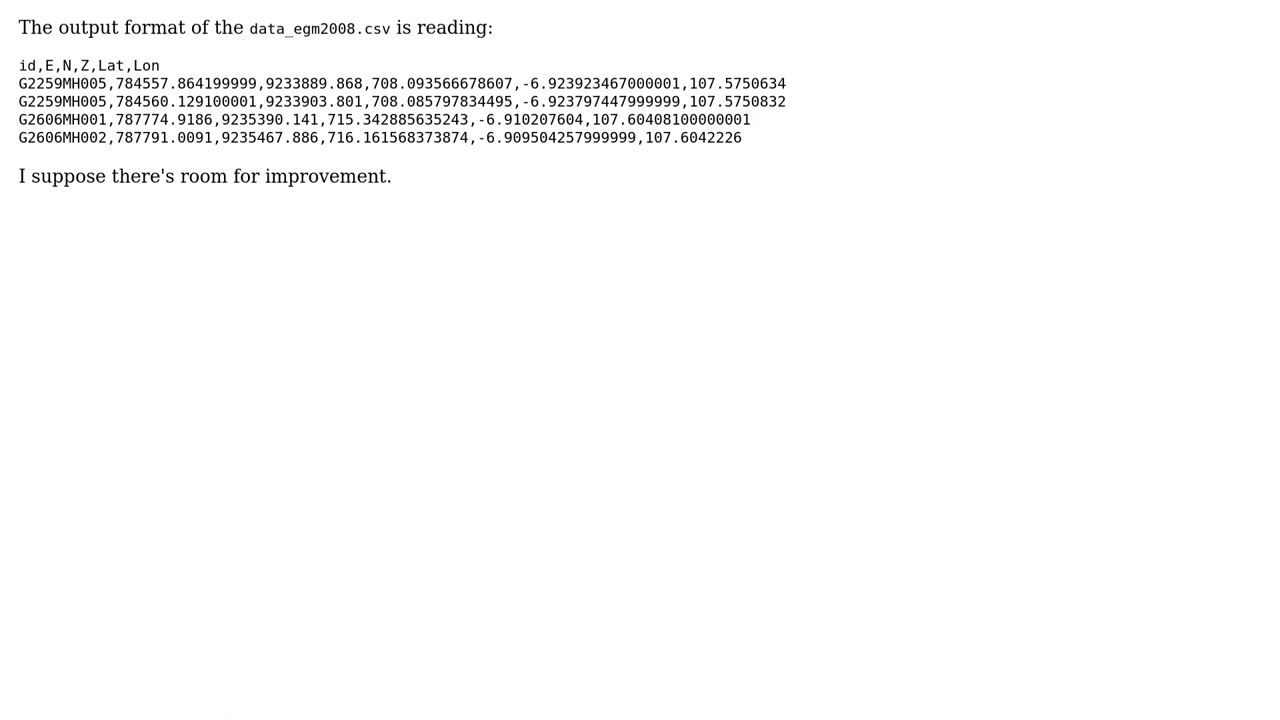 The output format of the data_egm2008.csv is reading:
id,E,N,Z,Lat,Lon
G2259MH005,784557.864199999,9233889.868,708.093566678607,-6.923923467000001,107.5750634
G2259MH005,784560.129100001,9233903.801,708.085797834495,-6.923797447999999,107.5750832
G2606MH001,787774.9186,9235390.141,715.342885635243,-6.910207604,107.60408100000001
G2606MH002,787791.0091,9235467.886,716.161568373874,-6.909504257999999,107.6042226
I suppose there's room for improvement.